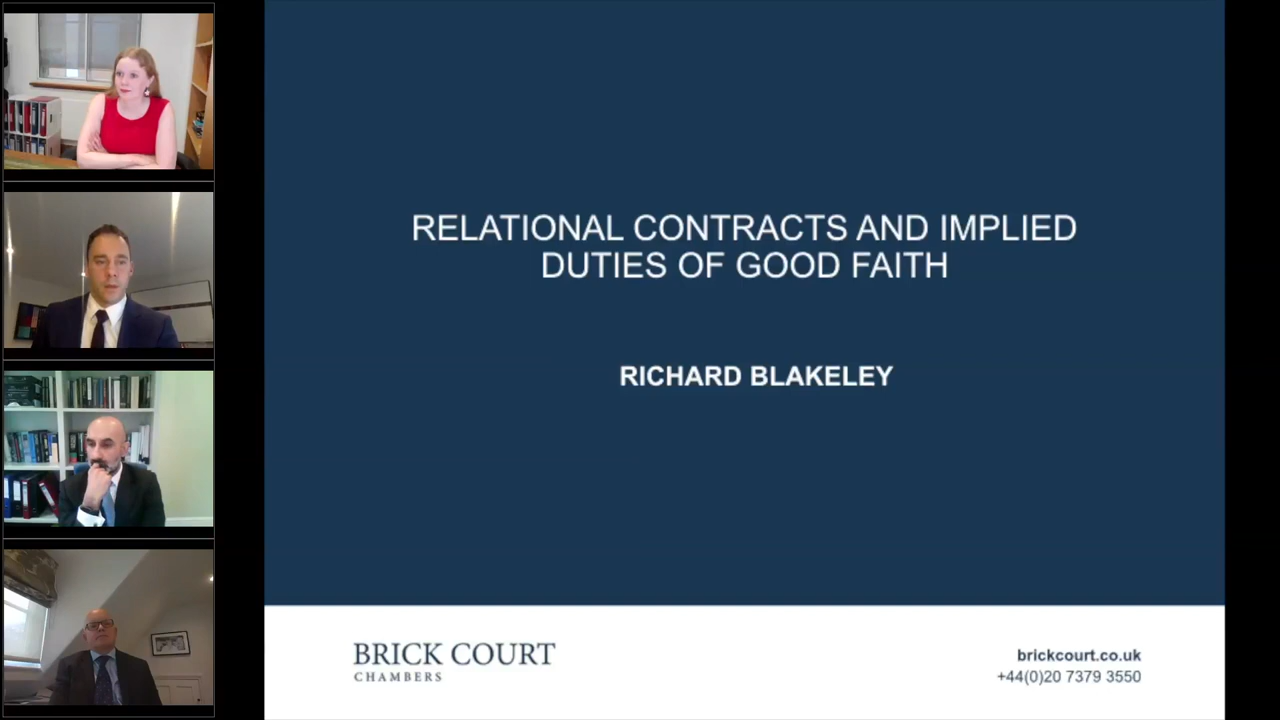 RELATIONAL CONTRACTS AND IMPLIED
DUTIES OF GOOD FAITH
RICHARD BLAKELEY
BRICK COURT
CHAMBERS
brickcourt.co.uk
+44(0)20 7379 3550